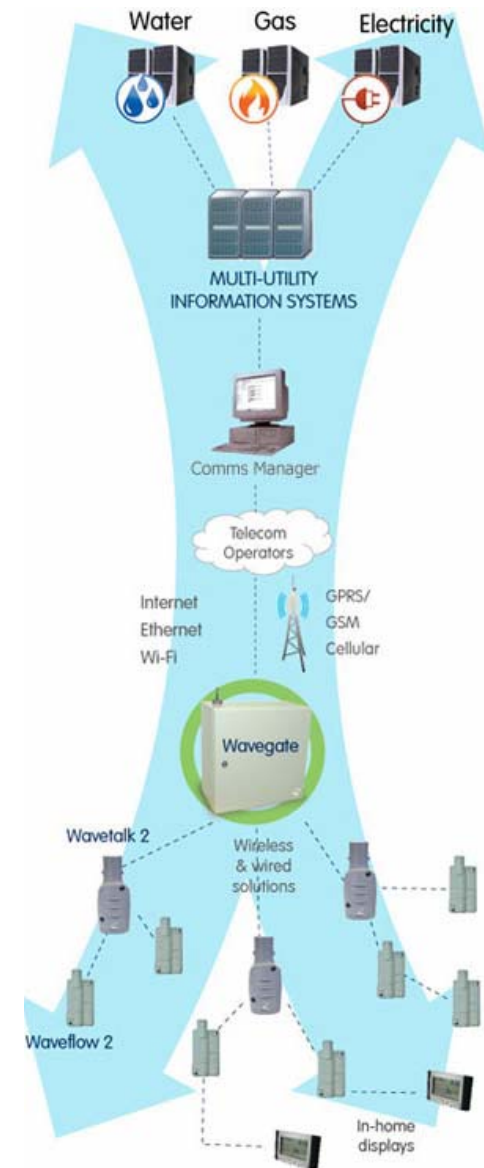 Water
Gas
Electricity
MULTI-UTILITY
INFORMATION SYSTEMS
Comms Manager
Telecom
Operators
Internet
Ethernet
Wi-Fi
GPRS/
GSM
Cellular
Wavegate
Wavetalk 2
Wireless
& wired
solutions
Waveflow 2
In-home
displays